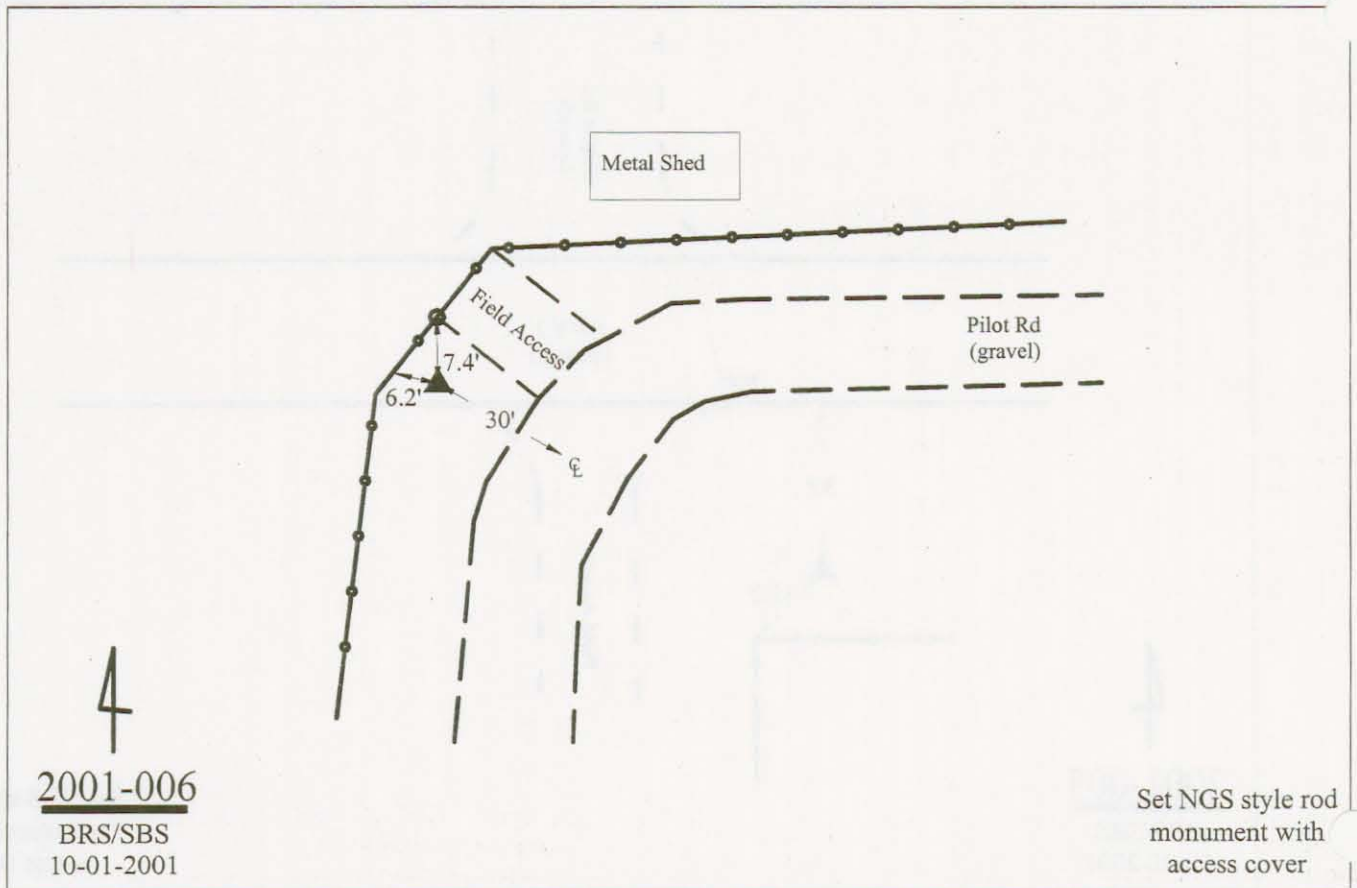 Metal Shed
Field Access
Pilot Rd
(gravel)
7.4'
6.2'
30'
℄
2001-006
BRS/SBS
10-01-2001
Set NGS style rod
monument with
access cover